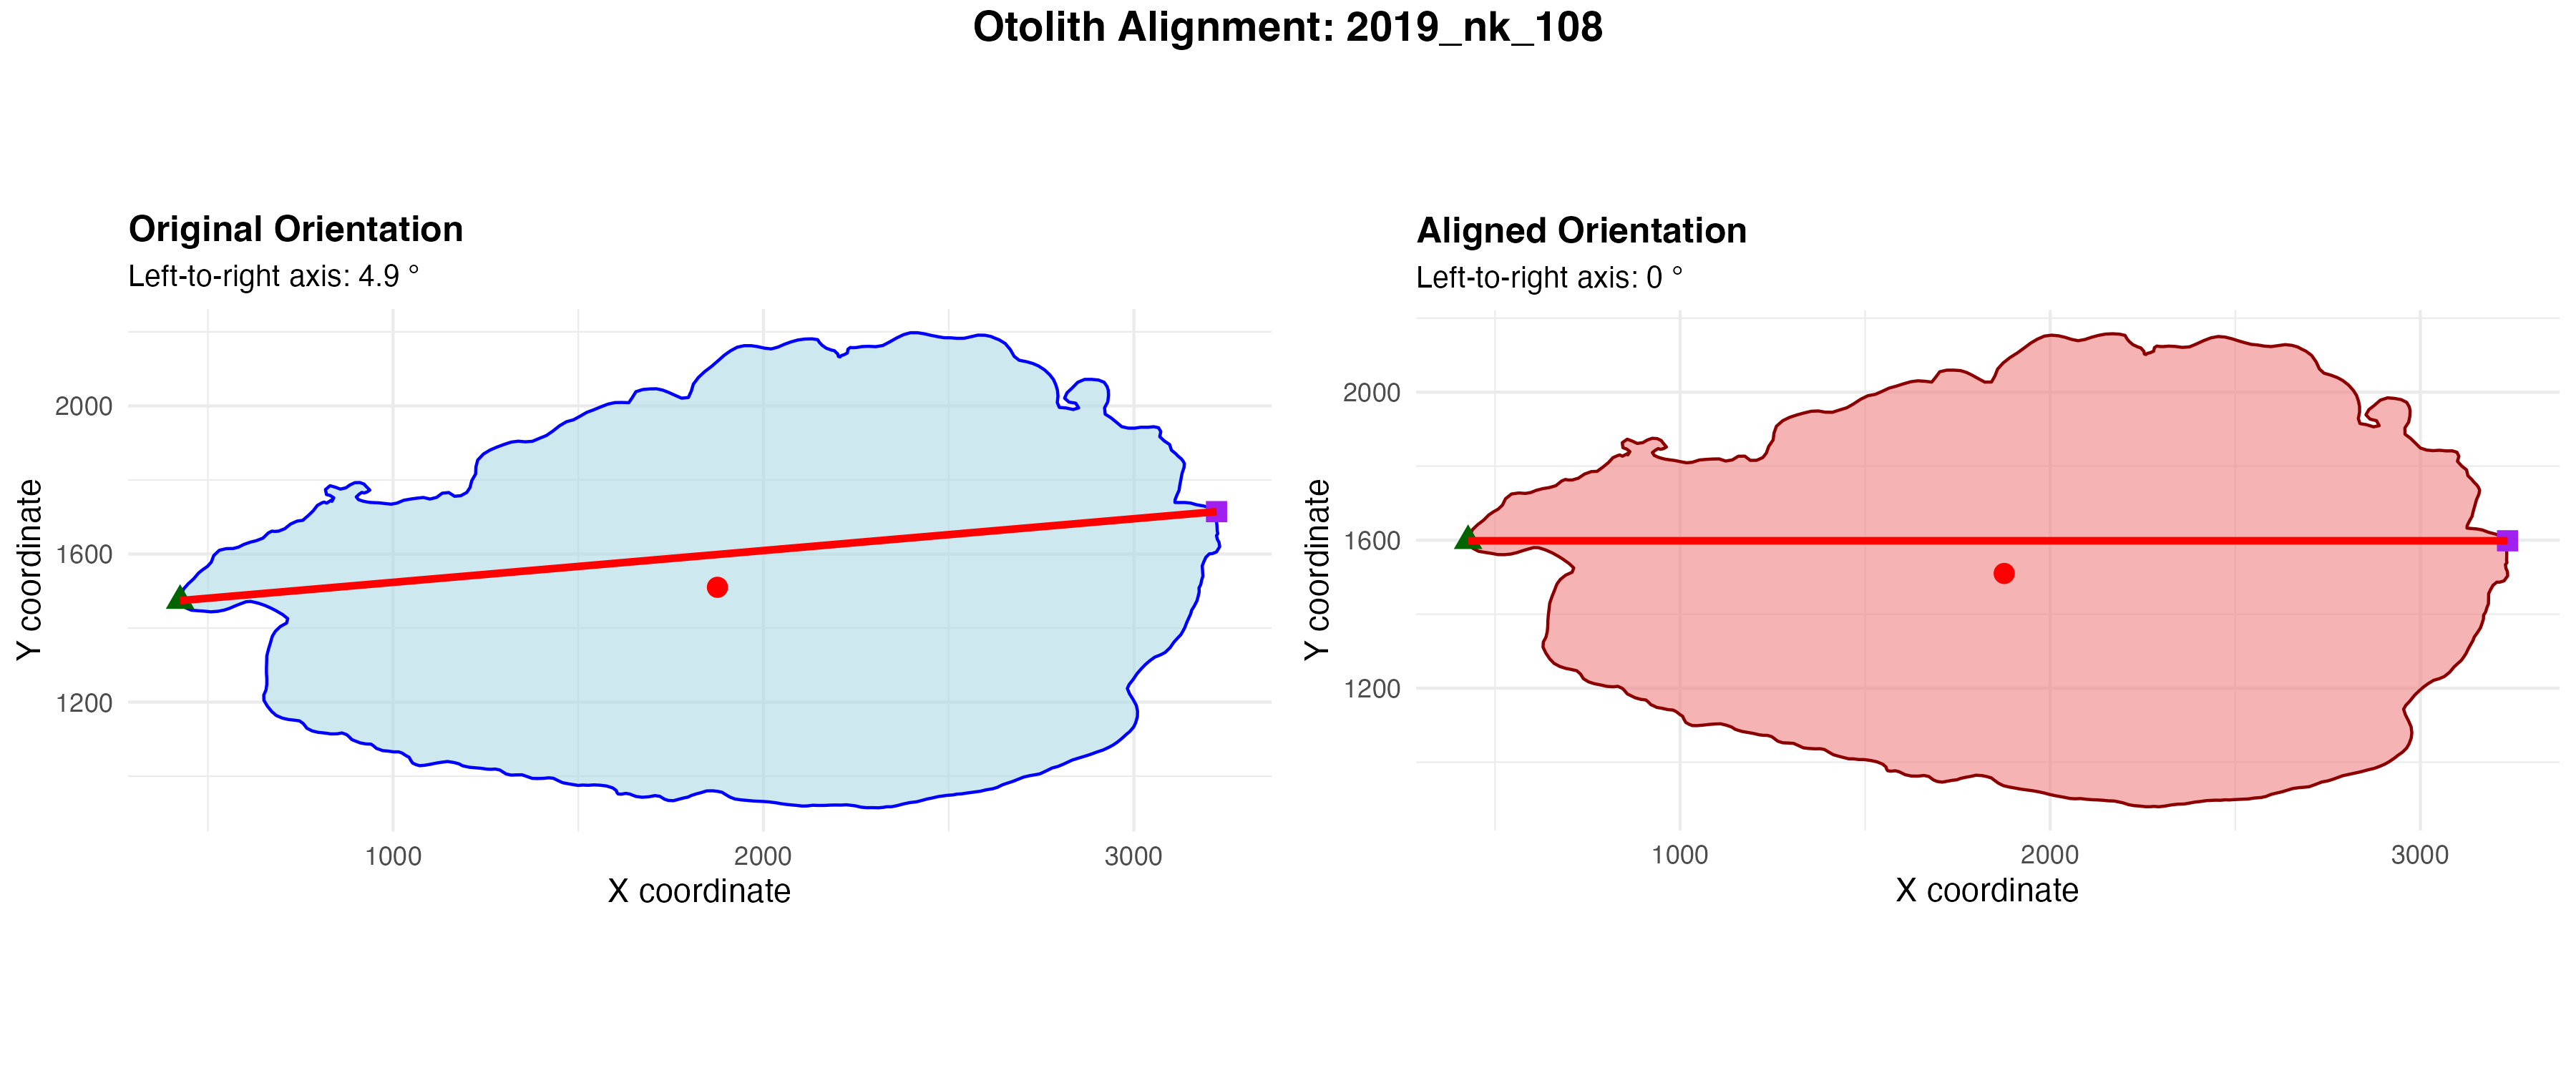 Otolith Alignment: 2019_nk_108
Original Orientation
Left-to-right axis: 4.9 °
Y coordinate
2000
1600
1200
1000
2000
3000
X coordinate
Aligned Orientation
Left-to-right axis: 0 °
Y coordinate
2000
1600
1200
1000
2000
3000
X coordinate